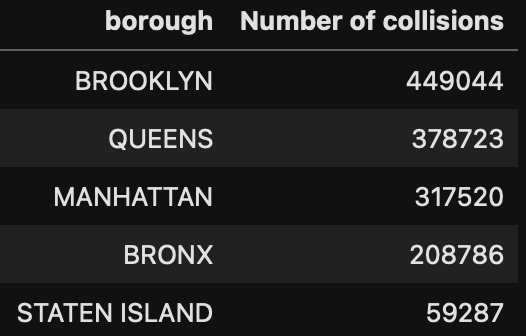 borough Number of collisions
BROOKLYN 449044
QUEENS 378723
MANHATTAN 317520
BRONX 208786
STATEN ISLAND 59287